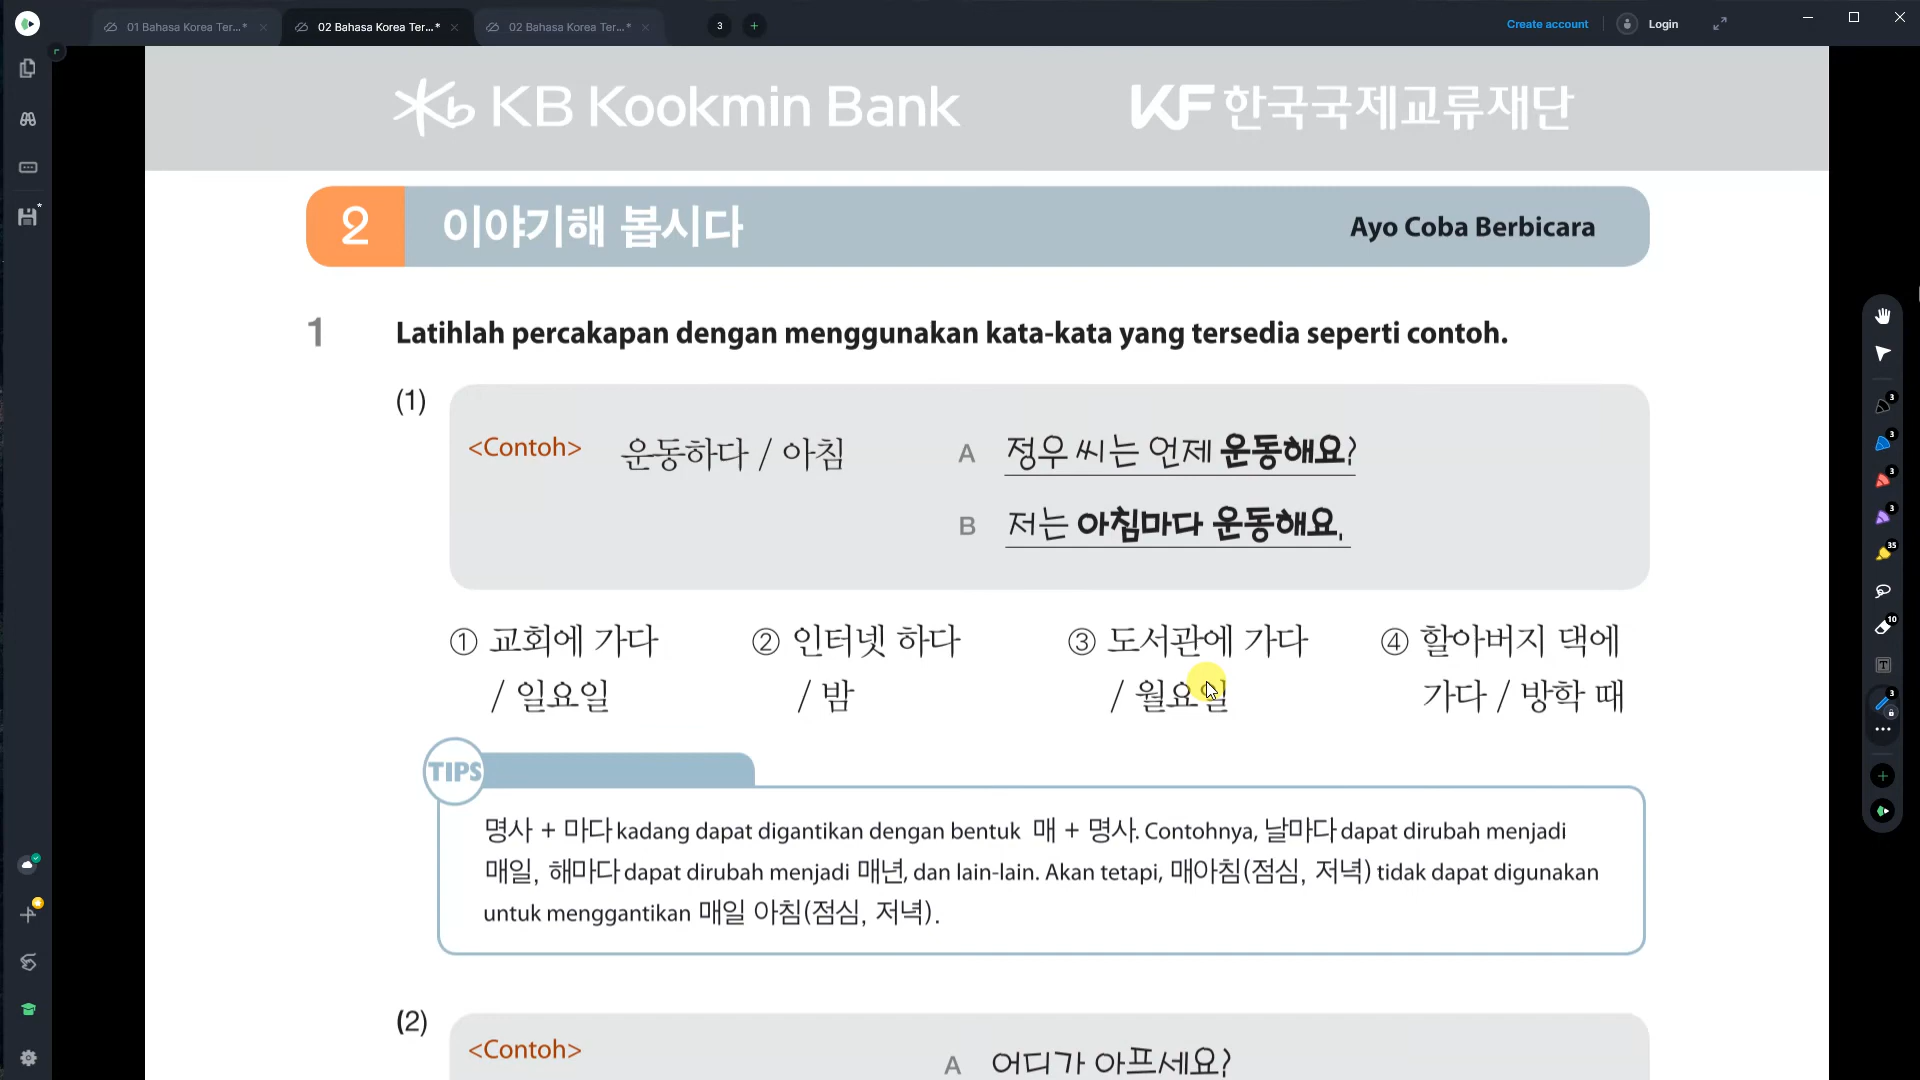 01 Bahasa Korea Ter...*
02 Bahasa Korea Ter...*
02 Bahasa Korea Ter...*
3
Create account
Login
KB Kookmin Bank
KF 한국국제교류재단
2 이야기해 봅시다 Ayo Coba Berbicara
1 Latihlah percakapan dengan menggunakan kata-kata yang tersedia seperti contoh.
(1)
<Contoh> 운동하다 / 아침 A 정우 씨는 언제 운동해요?
B 저는 아침마다 운동해요.
① 교회에 가다 ② 인터넷 하다 ③ 도서관에 가다 ④ 할아버지 댁에
/ 일요일 / 밤 / 월요일 가다 / 방학 때
TIPS
명사 + 마다 kadang dapat digantikan dengan bentuk 매 + 명사. Contohnya, 날마다 dapat dirubah menjadi
매일, 해마다 dapat dirubah menjadi 매년, dan lain-lain. Akan tetapi, 매아침(점심, 저녁) tidak dapat digunakan
untuk menggantikan 매일 아침(점심, 저녁).
(2)
<Contoh> A 어디가 아프세요?
3
3
3
3
35
10
T
3